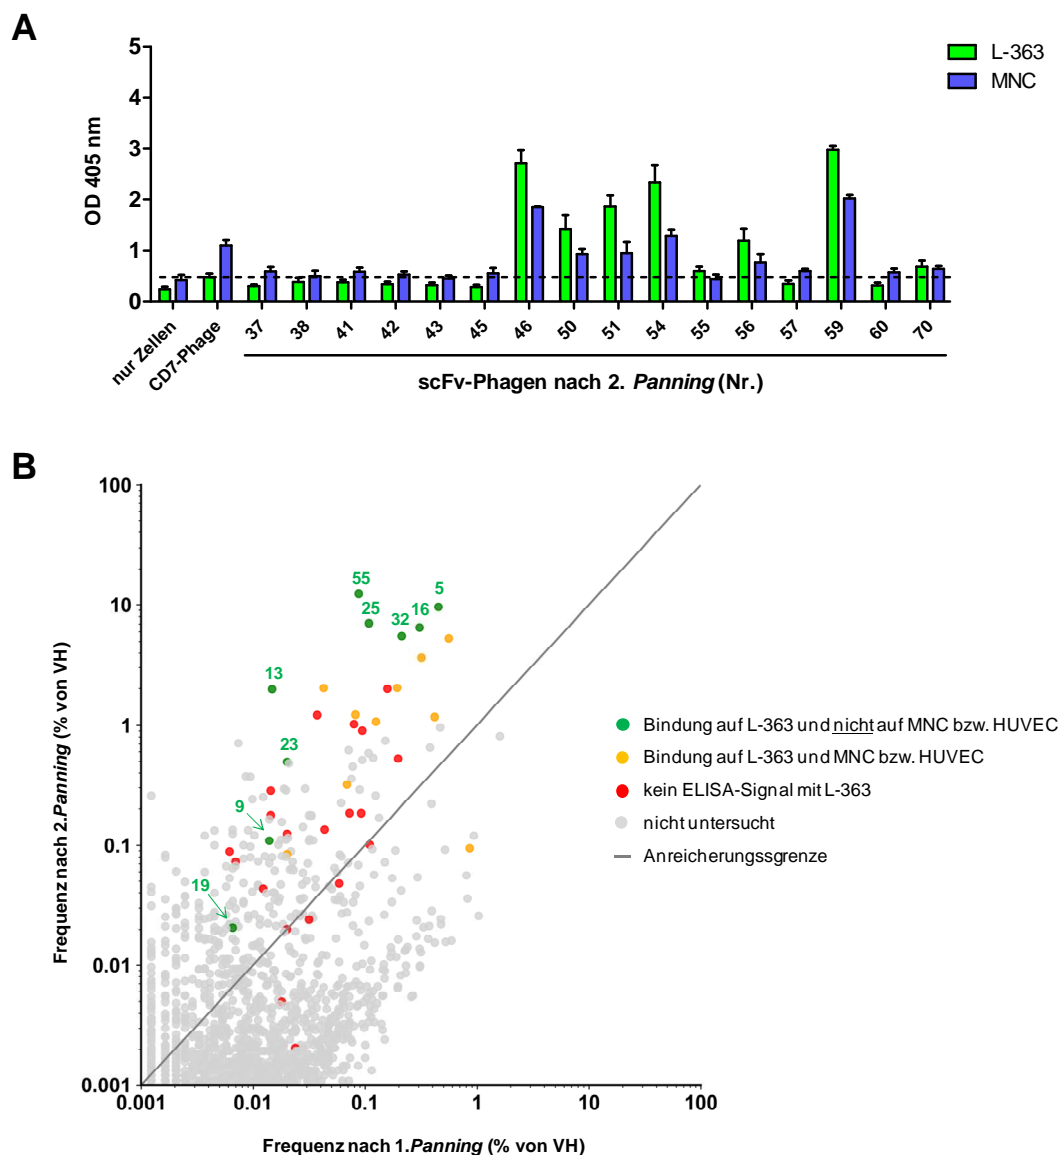 A
5
4
3
2
1
0
OD 405 nm
L-363
MNC
nur Zellen
CD7-Phage
37
38
41
42
43
45
46
50
51
54
55
56
57
59
60
70
scFv-Phagen nach 2. Panning (Nr.)
B
100
10
1
0.1
0.01
0.001
Frequenz nach 2.Panning (% von VH)
55
5
25
32
16
13
23
9
19
Bindung auf L-363 und nicht auf MNC bzw. HUVEC
Bindung auf L-363 und MNC bzw. HUVEC
kein ELISA-Signal mit L-363
nicht untersucht
Anreicherungssgrenze
0.001
0.01
0.1
1
10
100
Frequenz nach 1.Panning (% von VH)